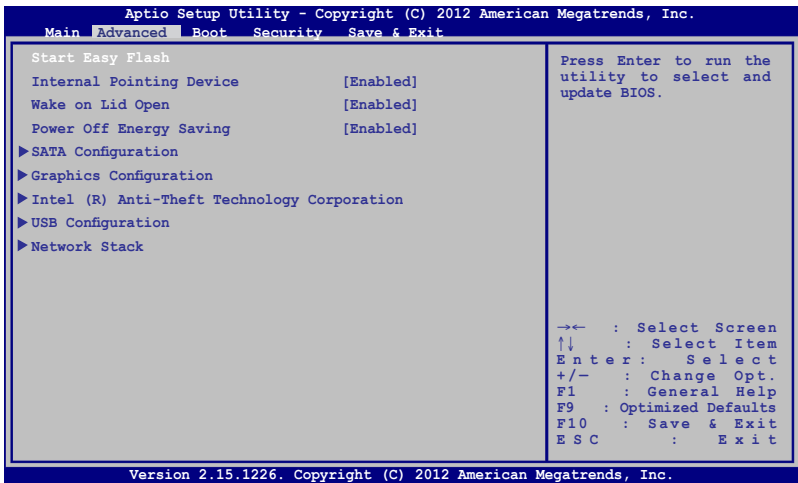 Aptio Setup Utility - Copyright (C) 2012 American Megatrends, Inc.
Main Advanced Boot Security Save & Exit
Start Easy Flash
Internal Pointing Device [Enabled]
Wake on Lid Open [Enabled]
Power Off Energy Saving [Enabled]
▶SATA Configuration
▶Graphics Configuration
▶Intel (R) Anti-Theft Technology Corporation
▶USB Configuration
▶Network Stack
Press Enter to run the
utility to select and
update BIOS.
→← : Select Screen
↑↓ : Select Item
Enter: Select
+/— : Change Opt.
F1 : General Help
F9 : Optimized Defaults
F10 : Save & Exit
ESC : Exit
Version 2.15.1226. Copyright (C) 2012 American Megatrends, Inc.